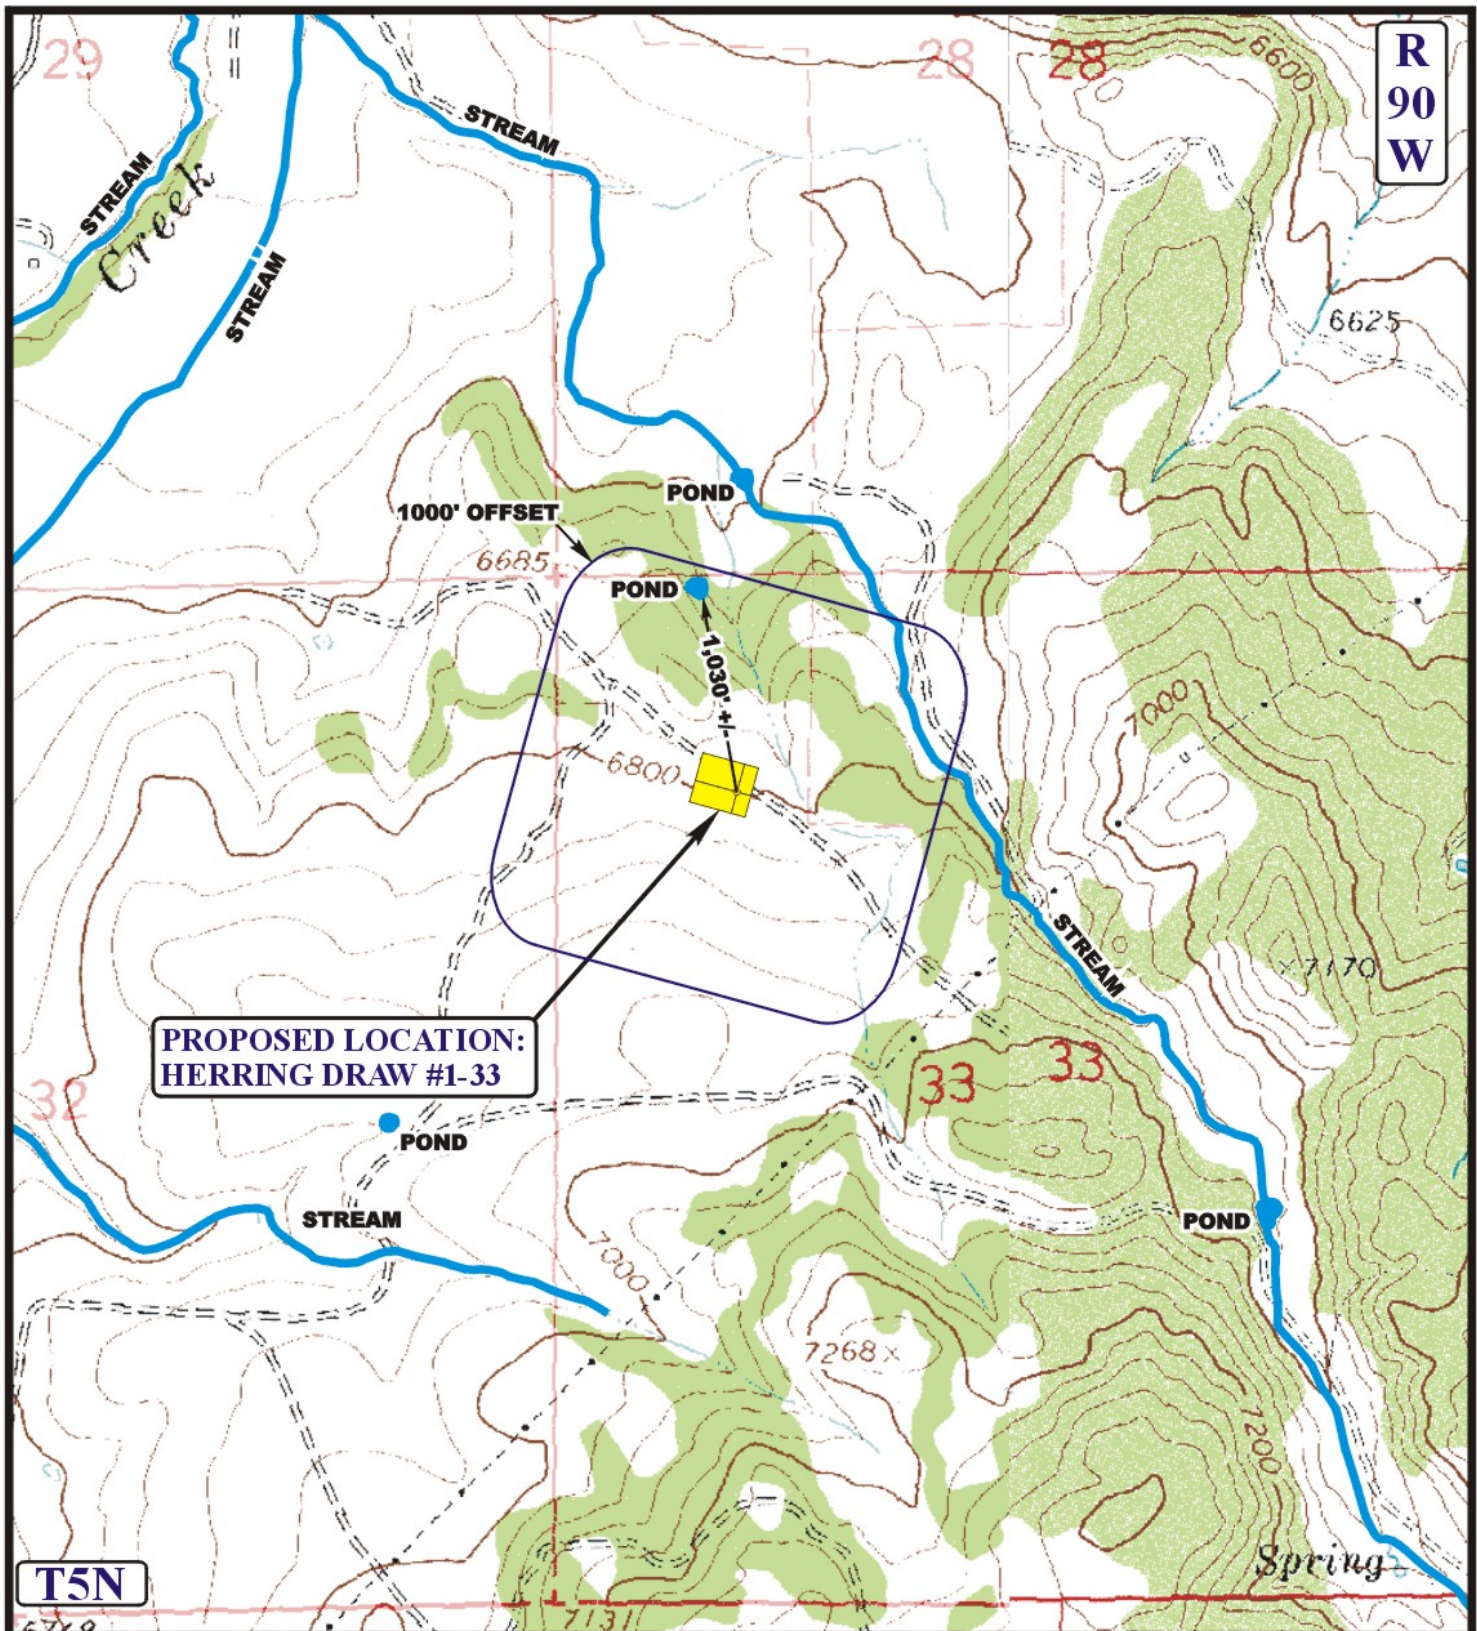 29
28
28
6600
R
90
W
STREAM
STREAM
Creek
STREAM
6625
POND
1000' OFFSET
6685
POND
1,030' +/-
7000
6800
STREAM
×7170
PROPOSED LOCATION:
HERRING DRAW #1-33
32
33
33
POND
STREAM
POND
7000
7268×
7200
Spring
T5N
7131